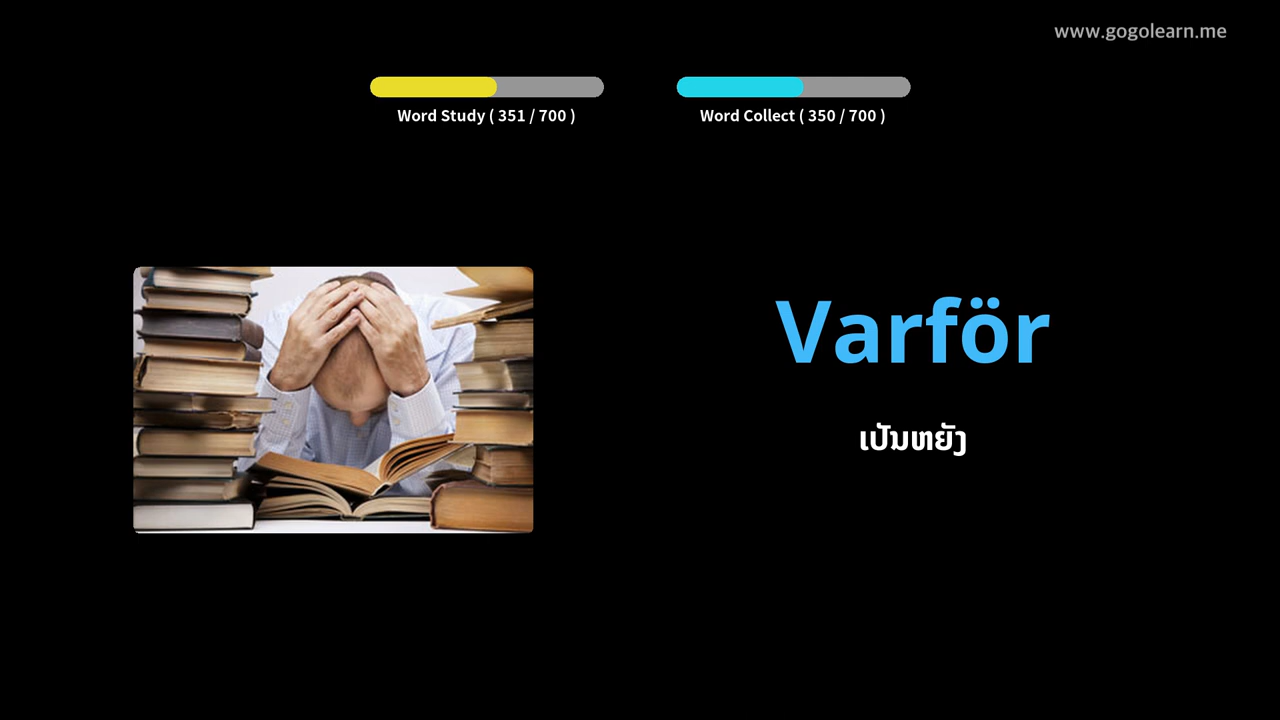 www.gogolearn.me
Word Study ( 351 / 700 )
Word Collect ( 350 / 700 )
Varför
ເປັນຫຍັງ